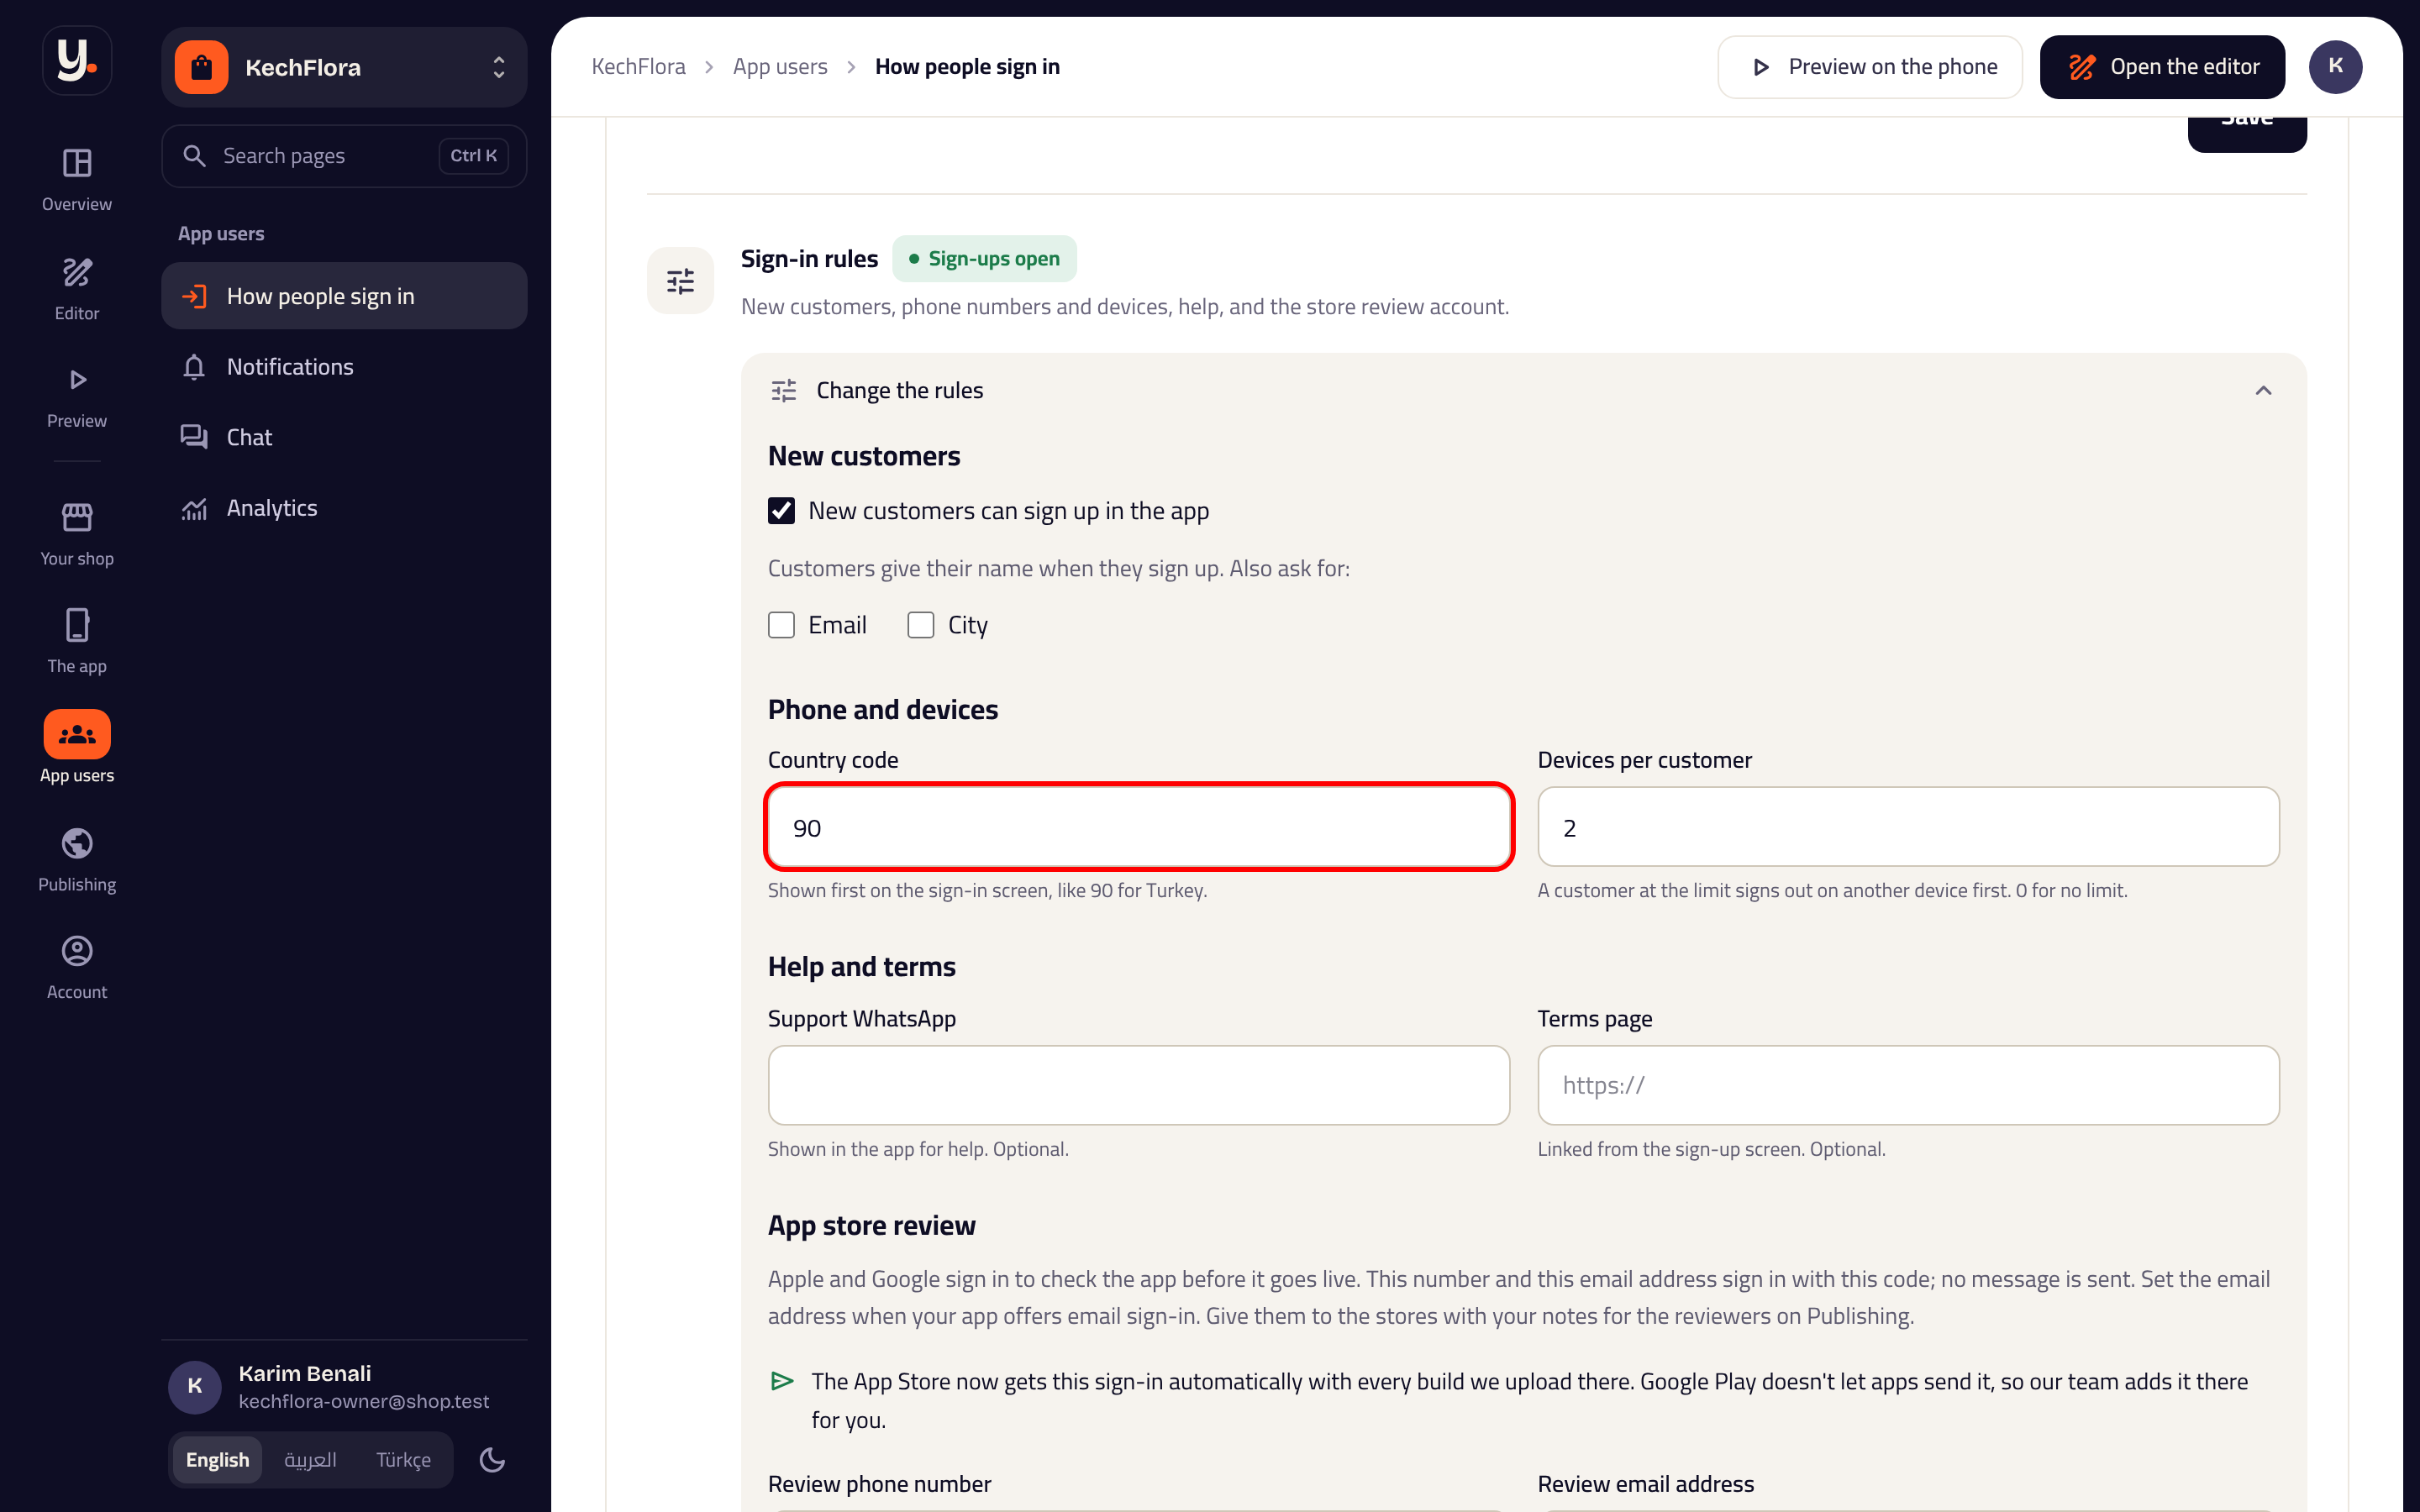 y.
KechFlora
Search pages
Ctrl K
Overview
Editor
Preview
Your shop
The app
App users
Publishing
Account
App users
How people sign in
Notifications
Chat
Analytics
K
Karim Benali
kechflora-owner@shop.test
English
العربية
Türkçe
KechFlora > App users > How people sign in
Preview on the phone
Open the editor
K
Save
Sign-in rules
Sign-ups open
New customers, phone numbers and devices, help, and the store review account.
Change the rules
New customers
New customers can sign up in the app
Customers give their name when they sign up. Also ask for:
Email
City
Phone and devices
Country code
Devices per customer
90
2
Shown first on the sign-in screen, like 90 for Turkey.
A customer at the limit signs out on another device first. 0 for no limit.
Help and terms
Support WhatsApp
Terms page
https://
Shown in the app for help. Optional.
Linked from the sign-up screen. Optional.
App store review
Apple and Google sign in to check the app before it goes live. This number and this email address sign in with this code; no message is sent. Set the email
address when your app offers email sign-in. Give them to the stores with your notes for the reviewers on Publishing.
The App Store now gets this sign-in automatically with every build we upload there. Google Play doesn't let apps send it, so our team adds it there
for you.
Review phone number
Review email address